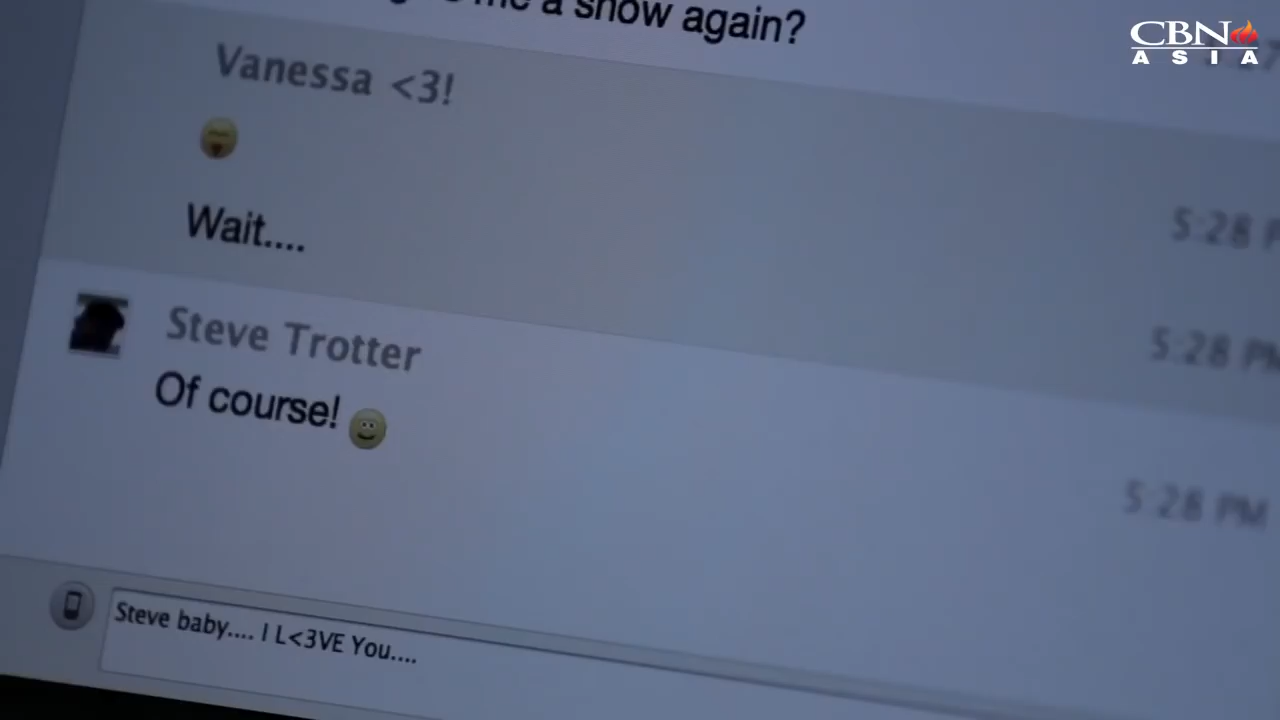 me a show again?
CBN
ASIA
Vanessa <3!
Wait....
5:28
5:28 PM
Steve Trotter
Of course!
5:28 PM
Steve baby.... I L<3VE You....